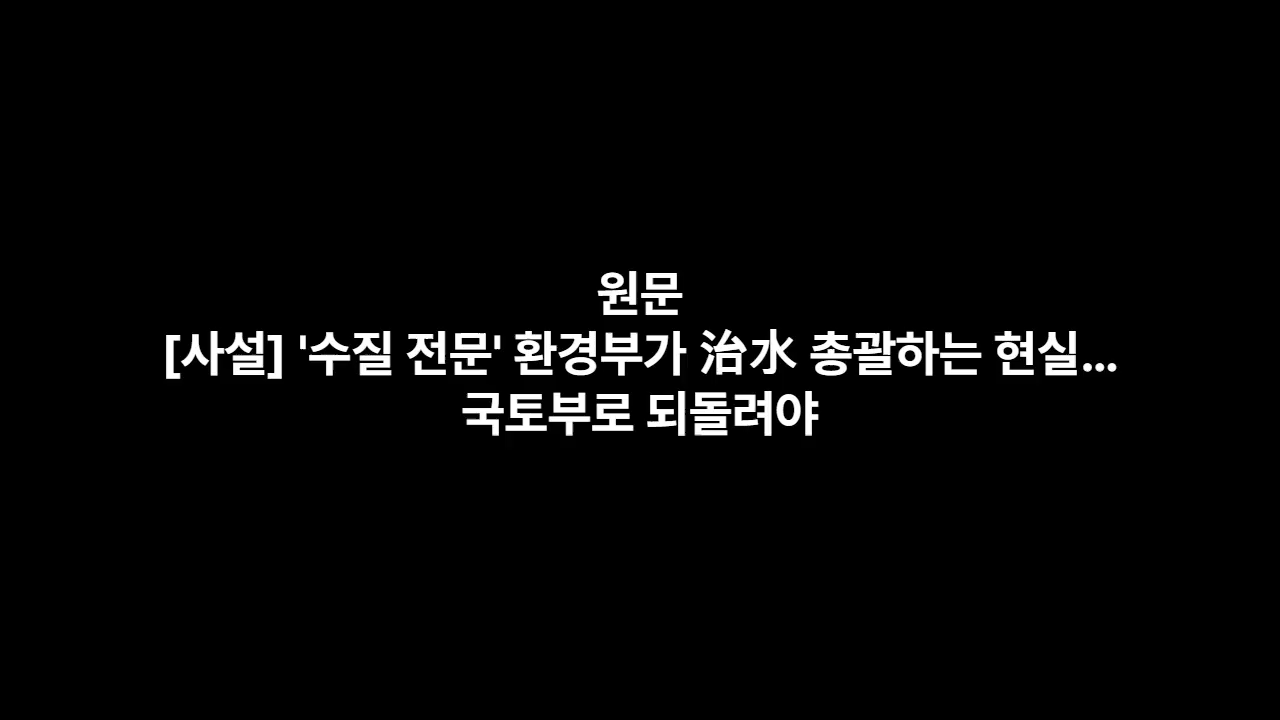 원문
[사설] '수질 전문' 환경부가 治水 총괄하는 현실...
국토부로 되돌려야